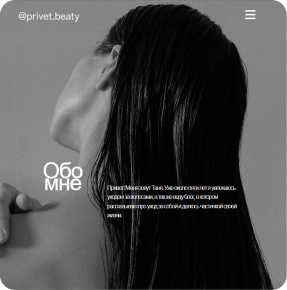 @privet.beaty
Обо
мне
Привет! Меня зовут Таня. Уже около пяти лет я увлекаюсь
уходом за волосами, а также веду блог, в котором
рассказываю про уход за собой и делюсь частичкой своей
жизни.